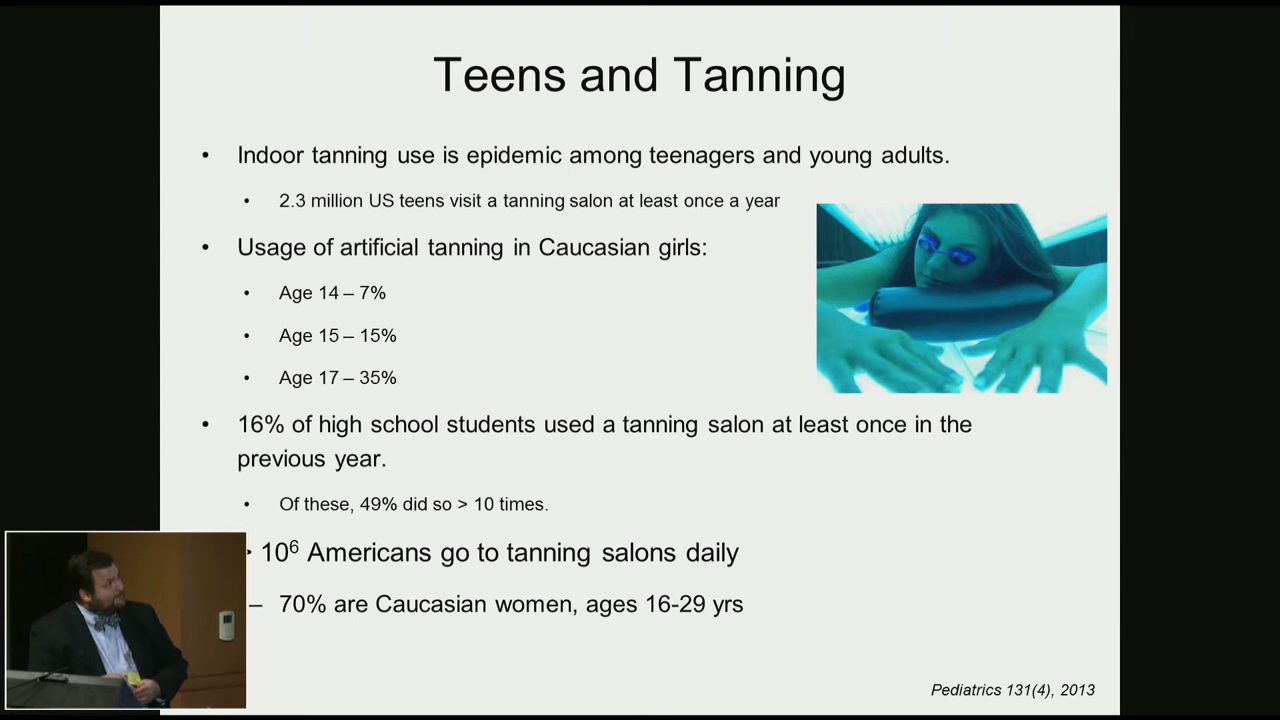 Teens and Tanning
• Indoor tanning use is epidemic among teenagers and young adults.
• 2.3 million US teens visit a tanning salon at least once a year
• Usage of artificial tanning in Caucasian girls:
• Age 14 – 7%
• Age 15 – 15%
• Age 17 – 35%
• 16% of high school students used a tanning salon at least once in the
previous year.
• Of these, 49% did so > 10 times.
10⁶ Americans go to tanning salons daily
– 70% are Caucasian women, ages 16-29 yrs
Pediatrics 131(4), 2013